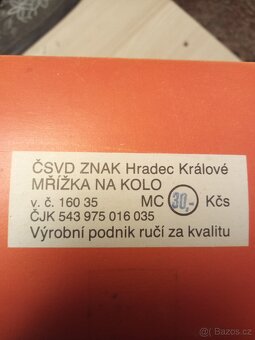 ČSVD ZNAK Hradec Králové
MŘÍŽKA NA KOLO
v. č. 160 35 MC 30,- Kčs
ČJK 543 975 016 035
Výrobní podnik ručí za kvalitu
Bazoš.cz